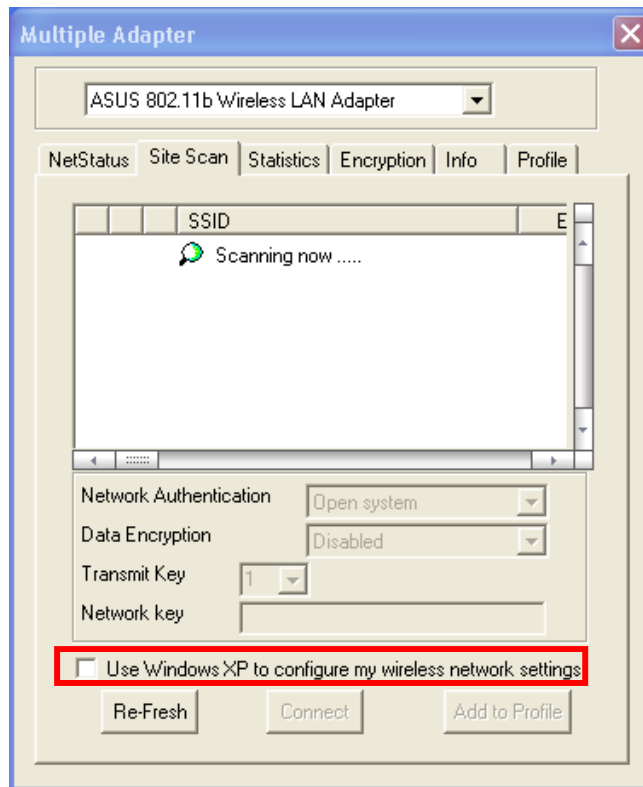 Multiple Adapter
ASUS 802.11b Wireless LAN Adapter
NetStatus Site Scan Statistics Encryption Info Profile
SSID E
Scanning now .....
Network Authentication Open system
Data Encryption Disabled
Transmit Key 1
Network key
Use Windows XP to configure my wireless network settings
Re-Fresh Connect Add to Profile